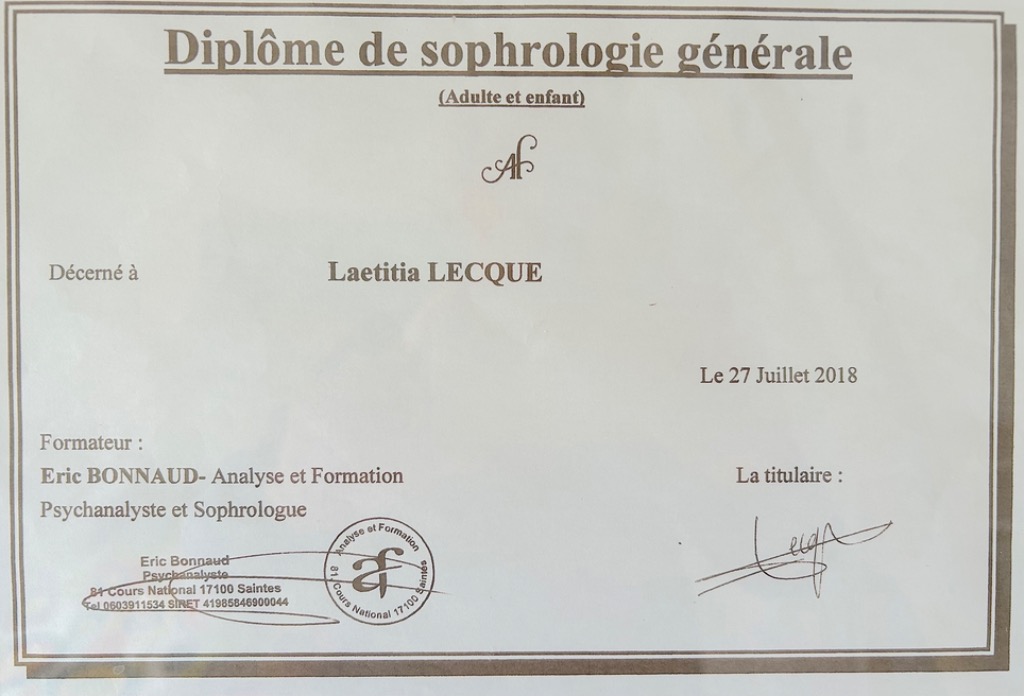 Diplôme de sophrologie générale
(Adulte et enfant)
Af
Décerné à Laetitia LECQUE
Le 27 Juillet 2018
Formateur :
Eric BONNAUD- Analyse et Formation
La titulaire :
Psychanalyste et Sophrologue
Eric Bonnaud
Psychanalyste
81 Cours National 17100 Saintes
Tel 0603911534 SIRET 41985846900044
Analyse et Formation
af
81 Cours National 17100 Saintes